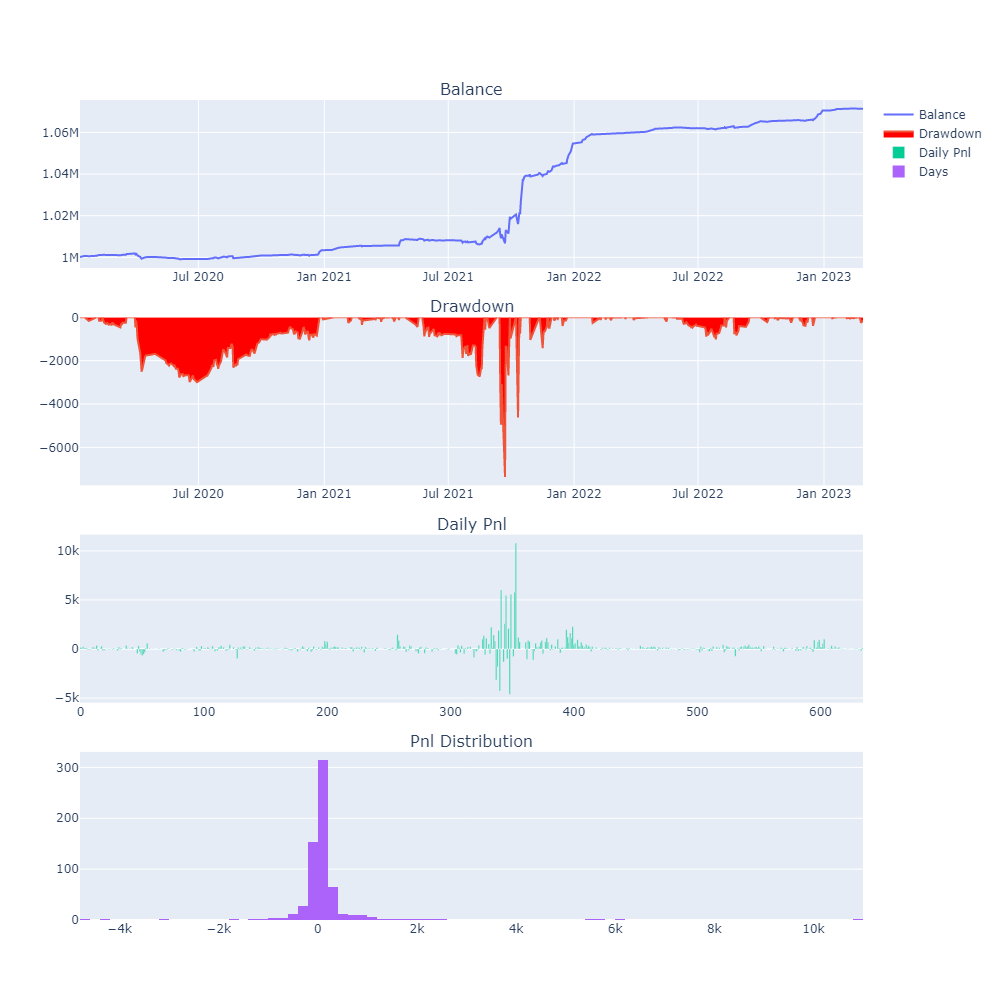 Balance
Balance
Drawdown
Daily Pnl
Days
1.06M
1.04M
1.02M
1M
Jul 2020
Jan 2021
Jul 2021
Jan 2022
Jul 2022
Jan 2023
Drawdown
0
−2000
−4000
−6000
Jul 2020
Jan 2021
Jul 2021
Jan 2022
Jul 2022
Jan 2023
Daily Pnl
10k
5k
0
−5k
0
100
200
300
400
500
600
Pnl Distribution
300
200
100
0
−4k
−2k
0
2k
4k
6k
8k
10k